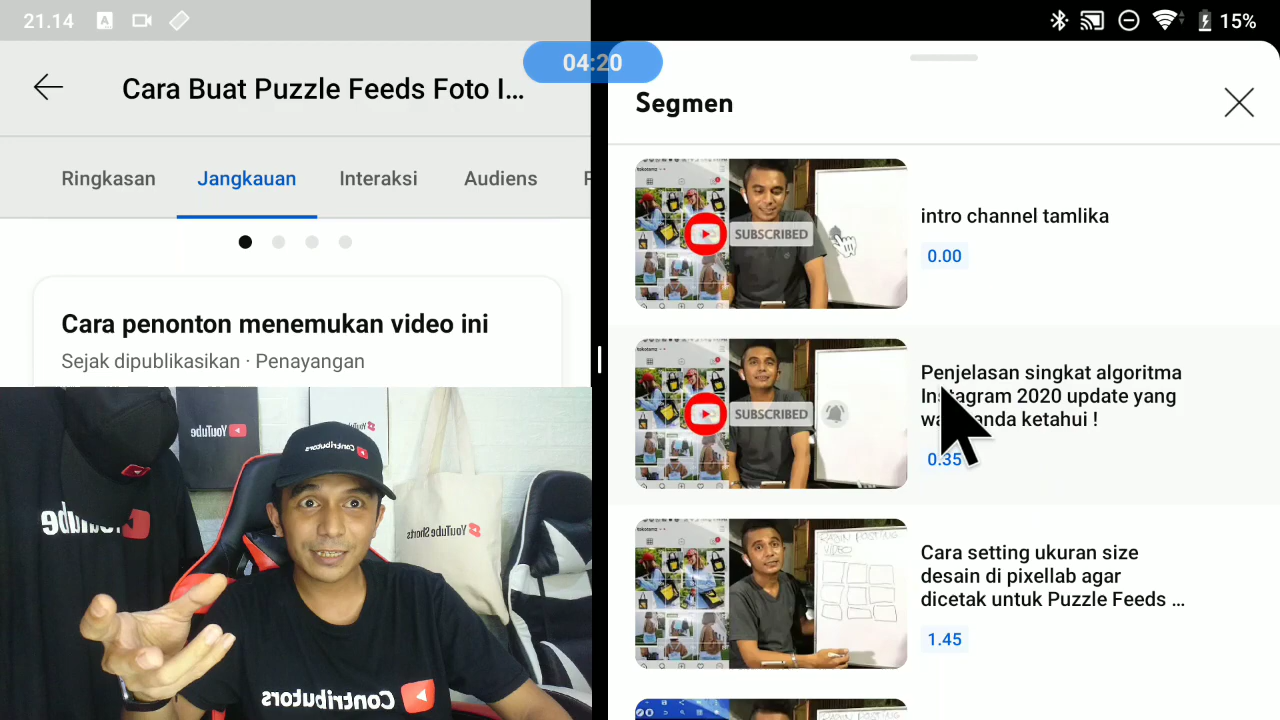 21.14
15%
04:20
Cara Buat Puzzle Feeds Foto I...
Ringkasan Jangkauan Interaksi Audiens
Cara penonton menemukan video ini
Sejak dipublikasikan · Penayangan
YouTube
Contributors
YouTube Shorts
Contributors
Segmen
SUBSCRIBED
intro channel tamlika
0.00
SUBSCRIBED
Penjelasan singkat algoritma
Instagram 2020 update yang
anda ketahui !
0.35
Cara setting ukuran size
desain di pixellab agar
dicetak untuk Puzzle Feeds ...
1.45